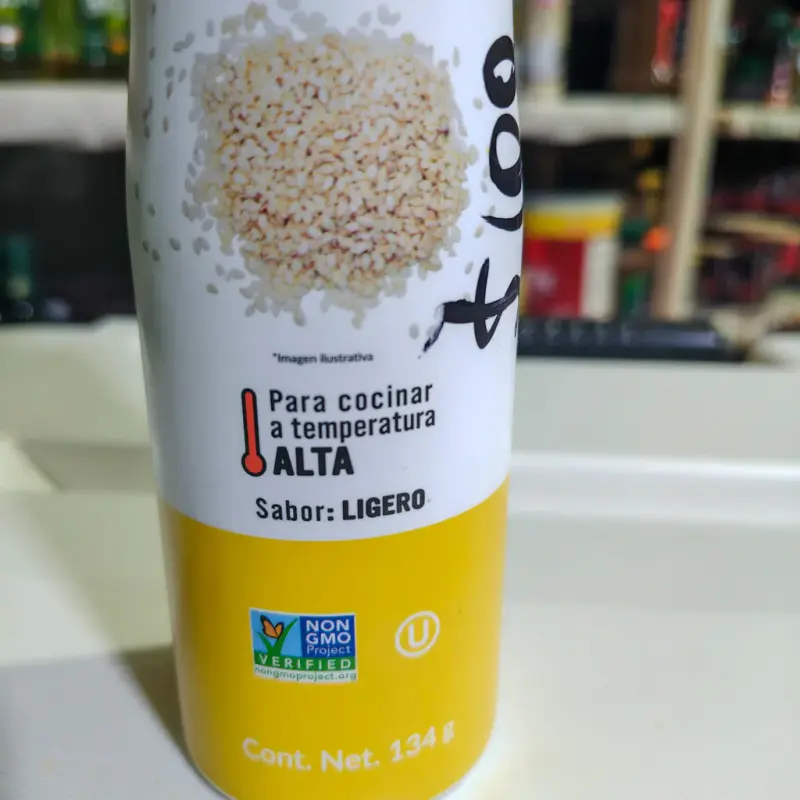 *Imagen ilustrativa
Para cocinar
a temperatura
ALTA
Sabor: LIGERO
NON
GMO
Project
VERIFIED
nongmoproject.org
U
Cont. Net. 134 g